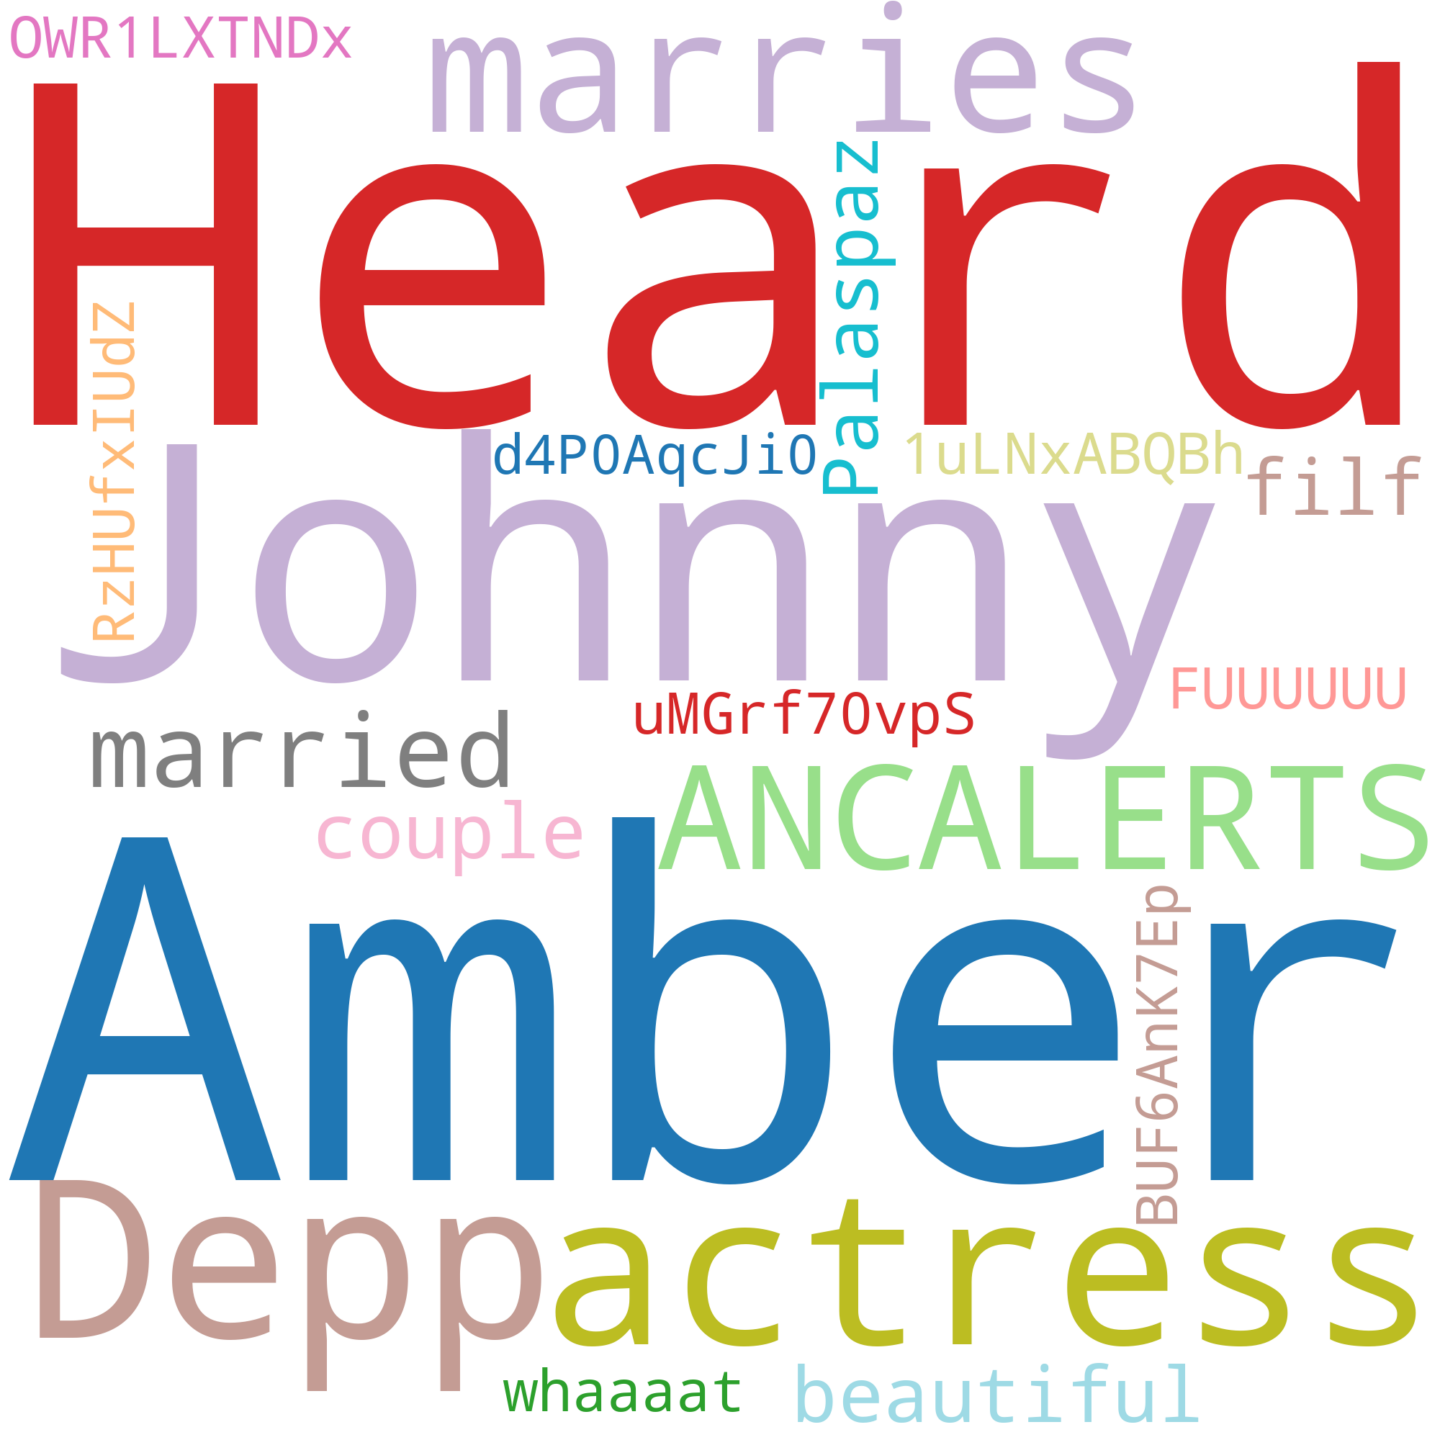 OWR1LXTNDx
marries
Heard
Palaspaz
RzHUfxIUdZ
d4P0AqcJiO
1uLNxABQBh
filf
Johnny
FUUUUUU
uMGrf70vpS
married
ANCALERTS
couple
Amber
BUF6AnK7Ep
Depp
actress
whaaaat
beautiful